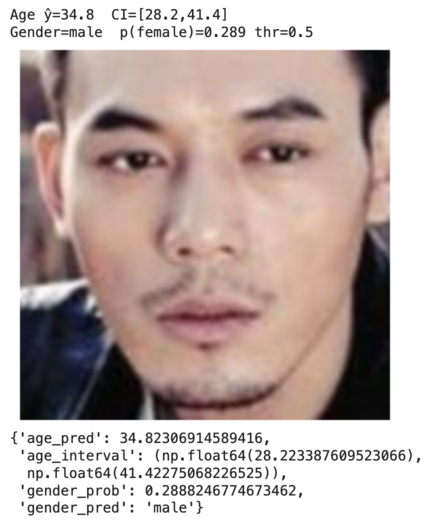 Age ŷ=34.8  CI=[28.2,41.4]
Gender=male  p(female)=0.289 thr=0.5
{'age_pred': 34.82306914589416,
 'age_interval': (np.float64(28.223387609523066),
  np.float64(41.42275068226525)),
 'gender_prob': 0.2888246774673462,
 'gender_pred': 'male'}